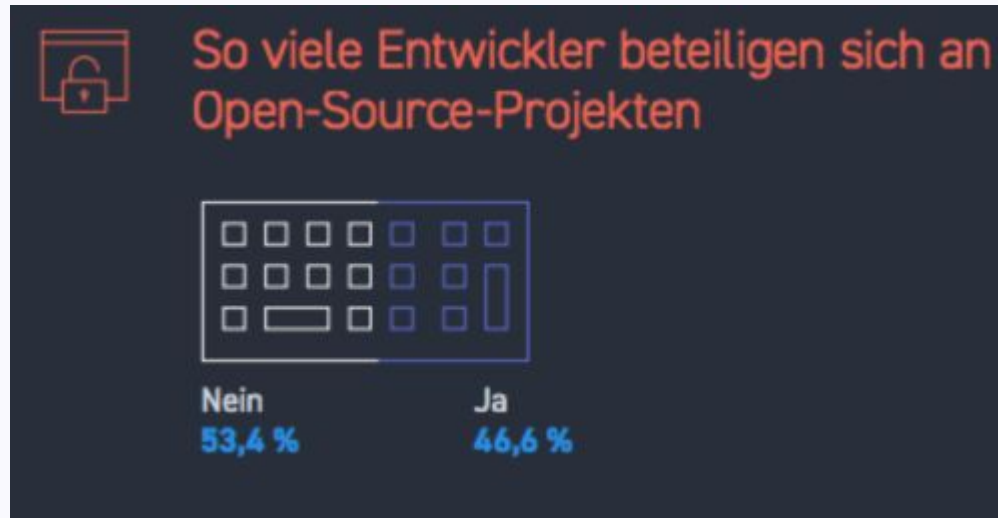 So viele Entwickler beteiligen sich an
Open-Source-Projekten
Nein Ja
53,4 % 46,6 %